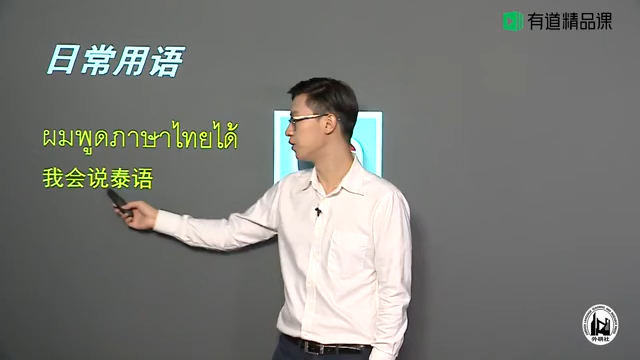 有道精品课
日常用语
ผมพูดภาษาไทยได้
我会说泰语
外研社